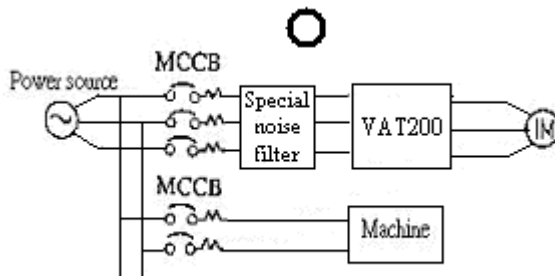 MCCB
Power source
Special
noise
filter
VAT200
IM
MCCB
Machine